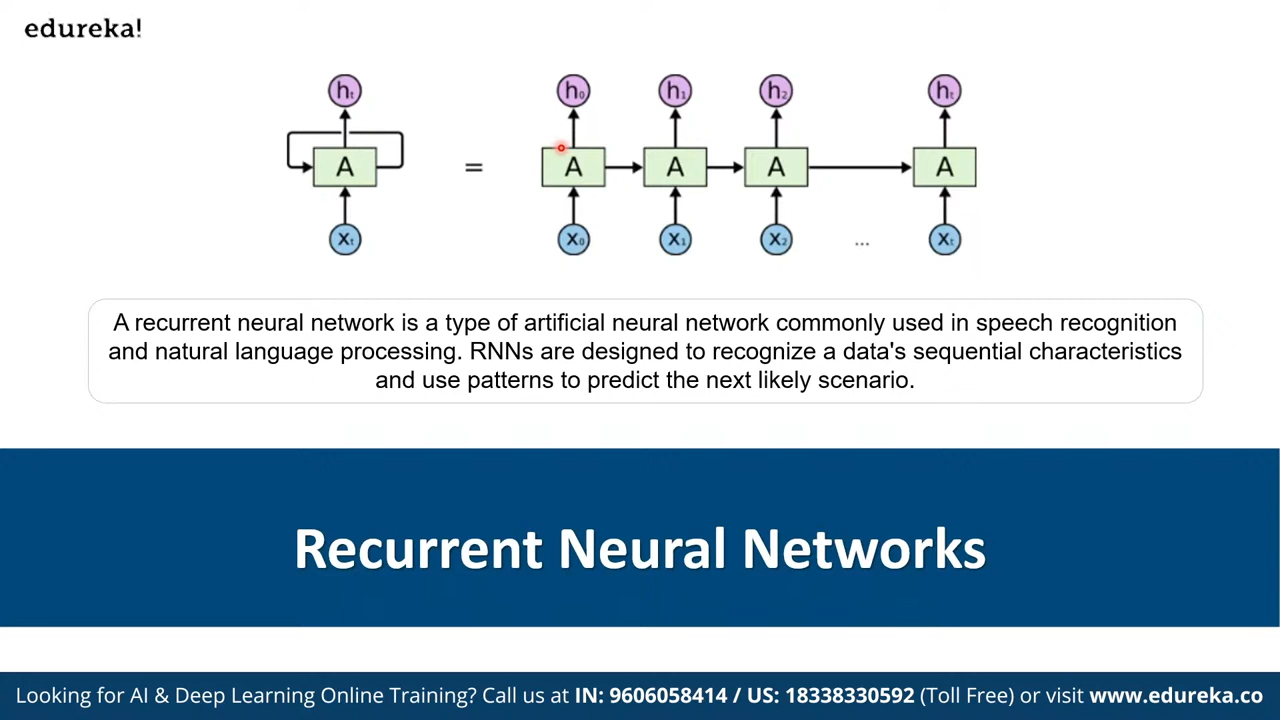 edureka!
hₜ h₀ h₁ h₂ hₜ
A = A A A A
xₜ x₀ x₁ x₂ ... xₜ
A recurrent neural network is a type of artificial neural network commonly used in speech recognition
and natural language processing. RNNs are designed to recognize a data's sequential characteristics
and use patterns to predict the next likely scenario.
Recurrent Neural Networks
Looking for AI & Deep Learning Online Training? Call us at IN: 9606058414 / US: 18338330592 (Toll Free) or visit www.edureka.co